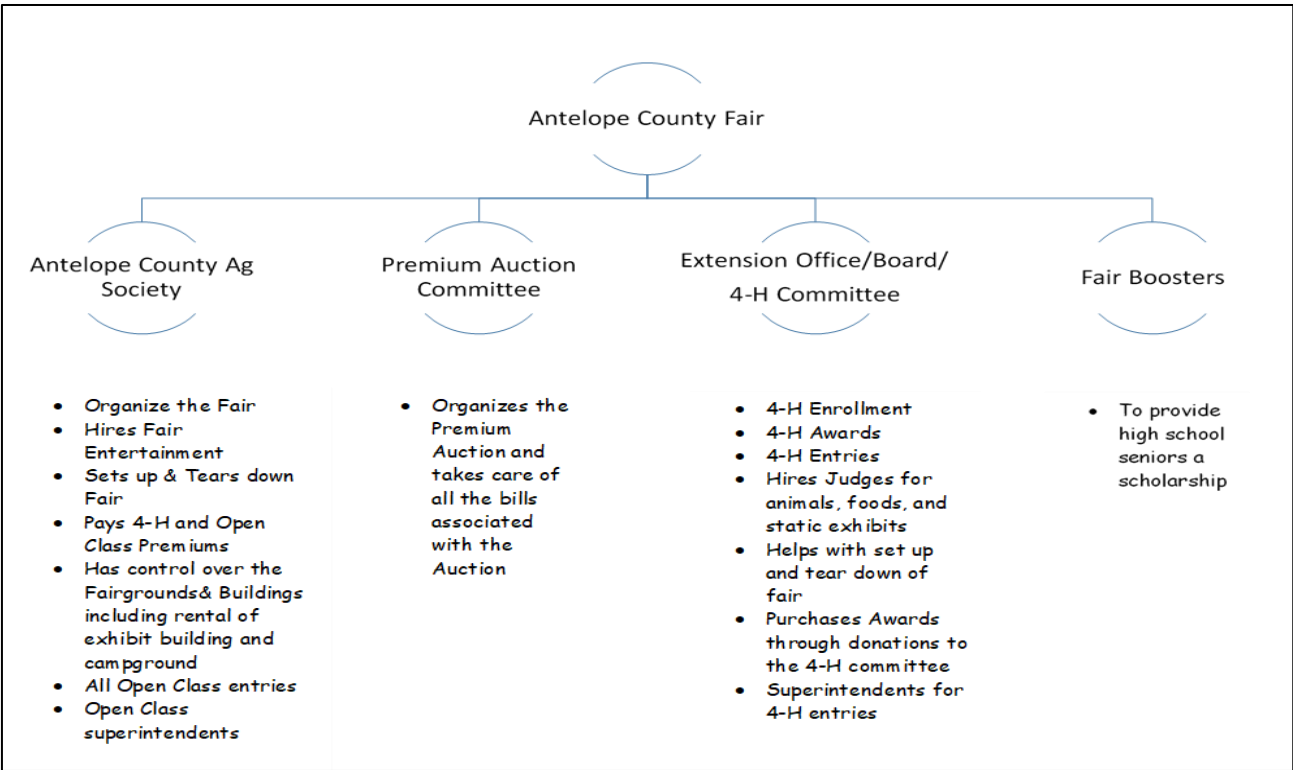 Antelope County Fair
Antelope County Ag
Society
Premium Auction
Committee
Extension Office/Board/
4-H Committee
Fair Boosters
• Organize the Fair
• Hires Fair
Entertainment
• Sets up & Tears down
Fair
• Pays 4-H and Open
Class Premiums
• Has control over the
Fairgrounds& Buildings
including rental of
exhibit building and
campground
• All Open Class entries
• Open Class
superintendents
• Organizes the
Premium
Auction and
takes care of
all the bills
associated
with the
Auction
• 4-H Enrollment
• 4-H Awards
• 4-H Entries
• Hires Judges for
animals, foods, and
static exhibits
• Helps with set up
and tear down of
fair
• Purchases Awards
through donations to
the 4-H committee
• Superintendents for
4-H entries
• To provide
high school
seniors a
scholarship